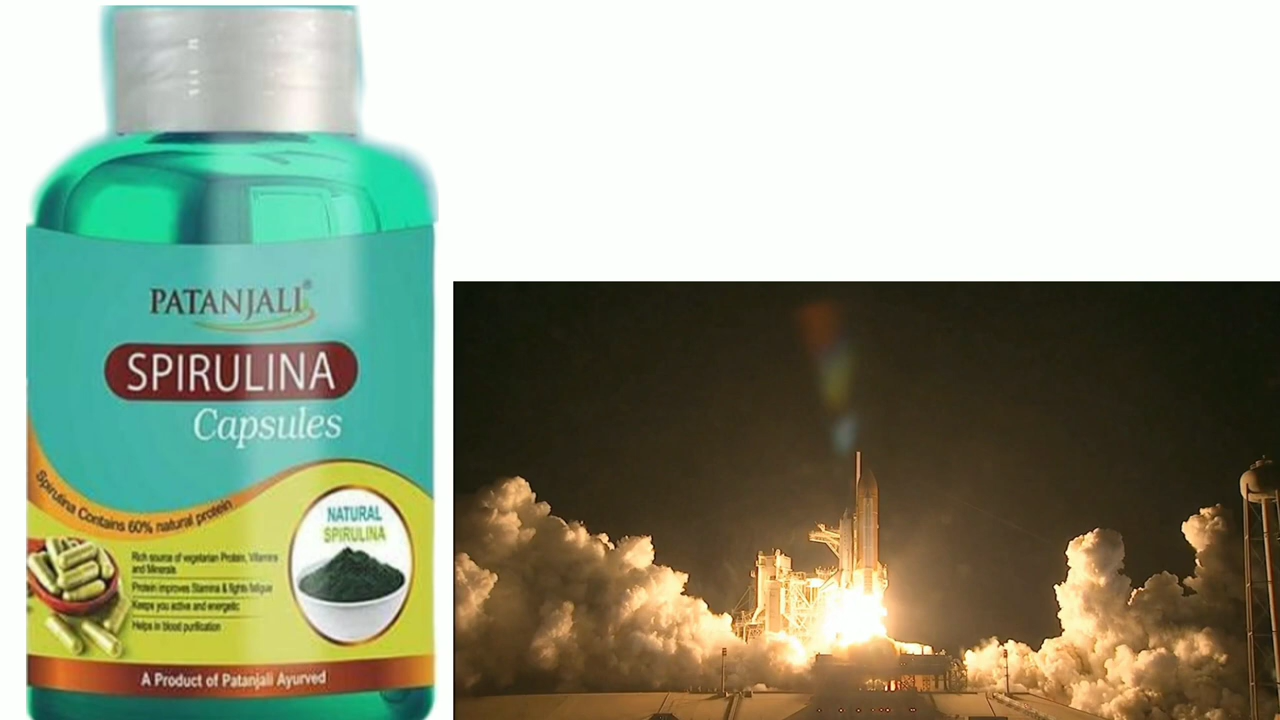 PATANJALI®
SPIRULINA
Capsules
Spirulina Contains 60% natural protein
NATURAL
SPIRULINA
Rich source of vegetarian Protein, Vitamins
and Minerals
Protein improves Stamina & fights fatigue
Keeps you active and energetic
Helps in blood purification
A Product of Patanjali Ayurved